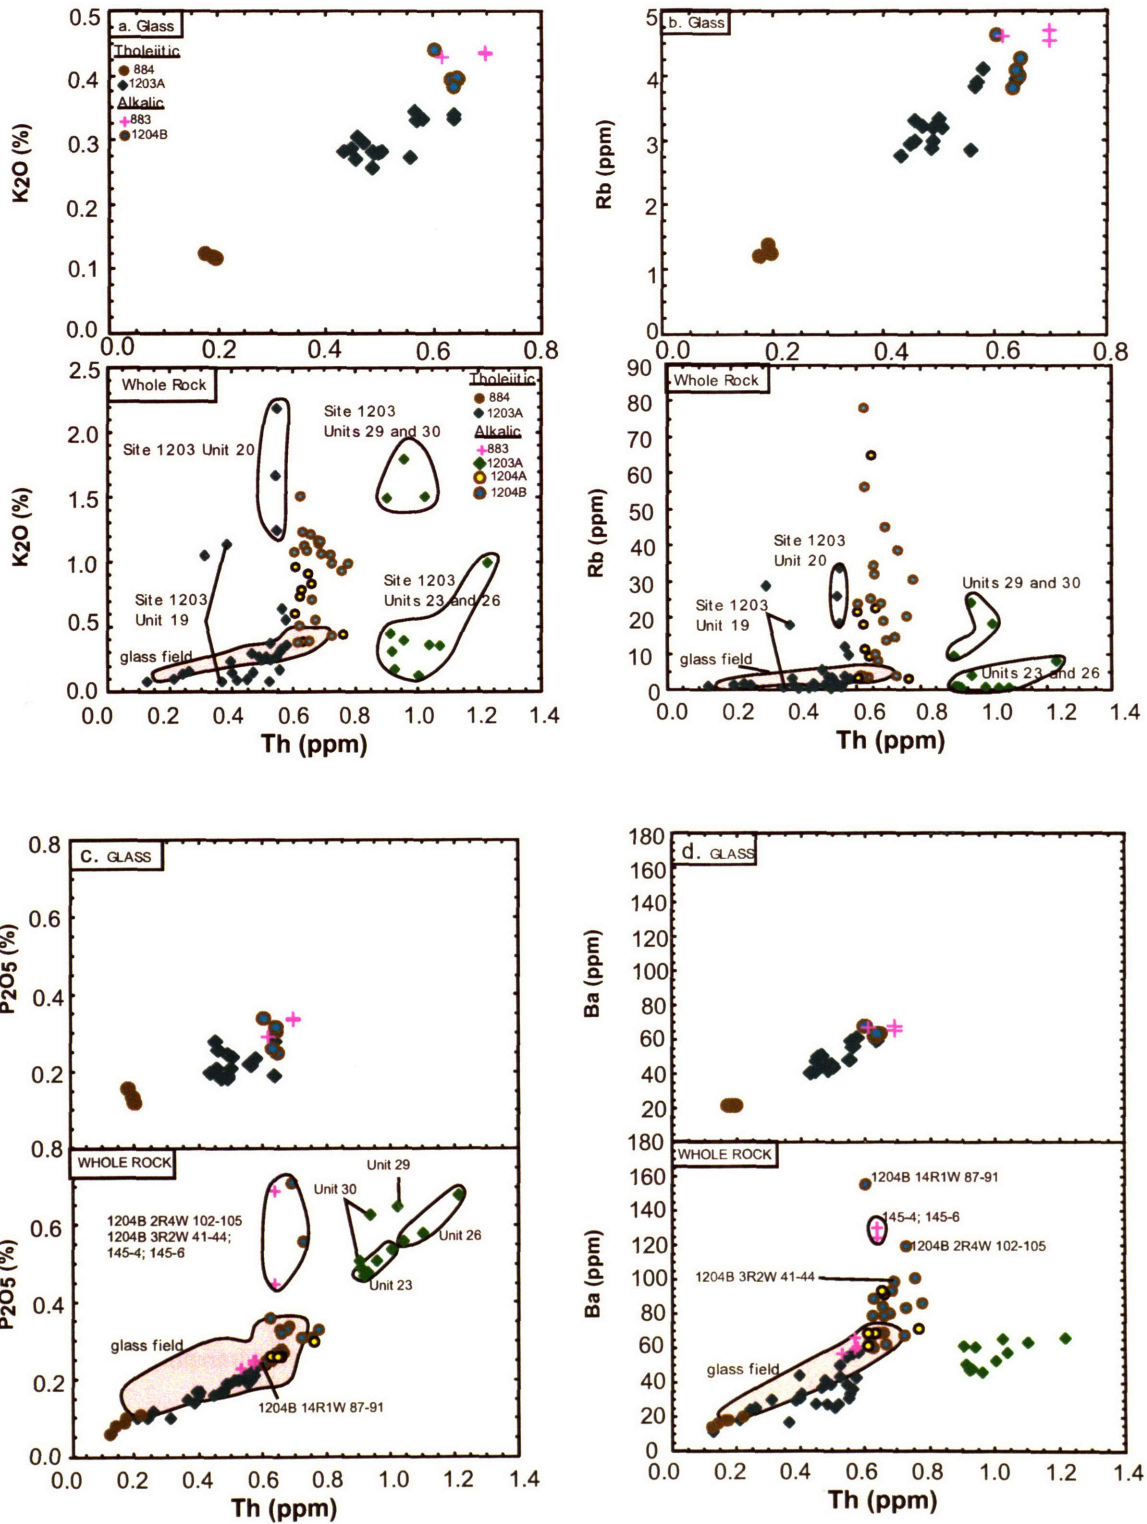 a. Glass
Tholeiitic
884
1203A
Alkalic
883
1204B
K2O (%)
0.5
0.4
0.3
0.2
0.1
0.0
0.0 0.2 0.4 0.6 0.8
b. Glass
Rb (ppm)
5
4
3
2
1
0
0.0 0.2 0.4 0.6 0.8
Whole Rock
Tholeiitic
884
1203A
Alkalic
883
1203A
1204A
1204B
Site 1203 Unit 20
Site 1203
Units 29 and 30
Site 1203
Unit 19
Site 1203
Units 23 and 26
glass field
K2O (%)
2.5
2.0
1.5
1.0
0.5
0.0
0.0 0.2 0.4 0.6 0.8 1.0 1.2 1.4
Th (ppm)
Whole Rock
Site 1203
Unit 20
Site 1203
Unit 19
Units 29 and 30
glass field
Units 23 and 26
Rb (ppm)
90
80
70
60
50
40
30
20
10
0
0.0 0.2 0.4 0.6 0.8 1.0 1.2 1.4
Th (ppm)
c. GLASS
P2O5 (%)
0.8
0.6
0.4
0.2
0.8
WHOLE ROCK
Unit 29
Unit 30
1204B 2R4W 102-105
1204B 3R2W 41-44;
145-4; 145-6
Unit 26
Unit 23
glass field
1204B 14R1W 87-91
P2O5 (%)
0.6
0.4
0.2
0.0
0.0 0.2 0.4 0.6 0.8 1.0 1.2 1.4
Th (ppm)
d. GLASS
Ba (ppm)
180
160
140
120
100
80
60
40
20
180
WHOLE ROCK
1204B 14R1W 87-91
145-4; 145-6
1204B 2R4W 102-105
1204B 3R2W 41-44
glass field
Ba (ppm)
160
140
120
100
80
60
40
20
0
0.0 0.2 0.4 0.6 0.8 1.0 1.2 1.4
Th (ppm)